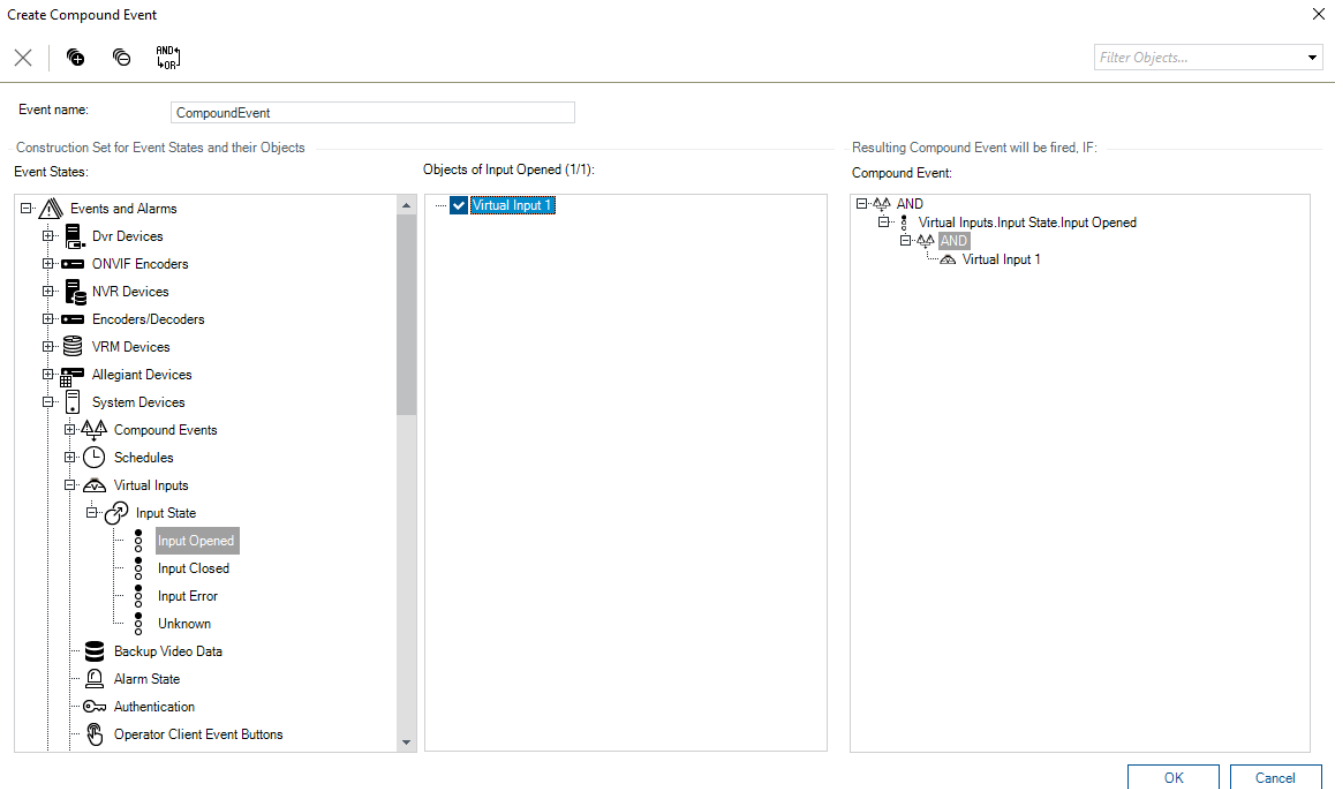 Create Compound Event
AND
OR
Filter Objects...
Event name:
CompoundEvent
Construction Set for Event States and their Objects
Resulting Compound Event will be fired, IF:
Event States:
Objects of Input Opened (1/1):
Compound Event:
Events and Alarms
Dvr Devices
ONVIF Encoders
NVR Devices
Encoders/Decoders
VRM Devices
Allegiant Devices
System Devices
Compound Events
Schedules
Virtual Inputs
Input State
Input Opened
Input Closed
Input Error
Unknown
Backup Video Data
Alarm State
Authentication
Operator Client Event Buttons
Virtual Input 1
AND
Virtual Inputs.Input State.Input Opened
AND
Virtual Input 1
OK
Cancel